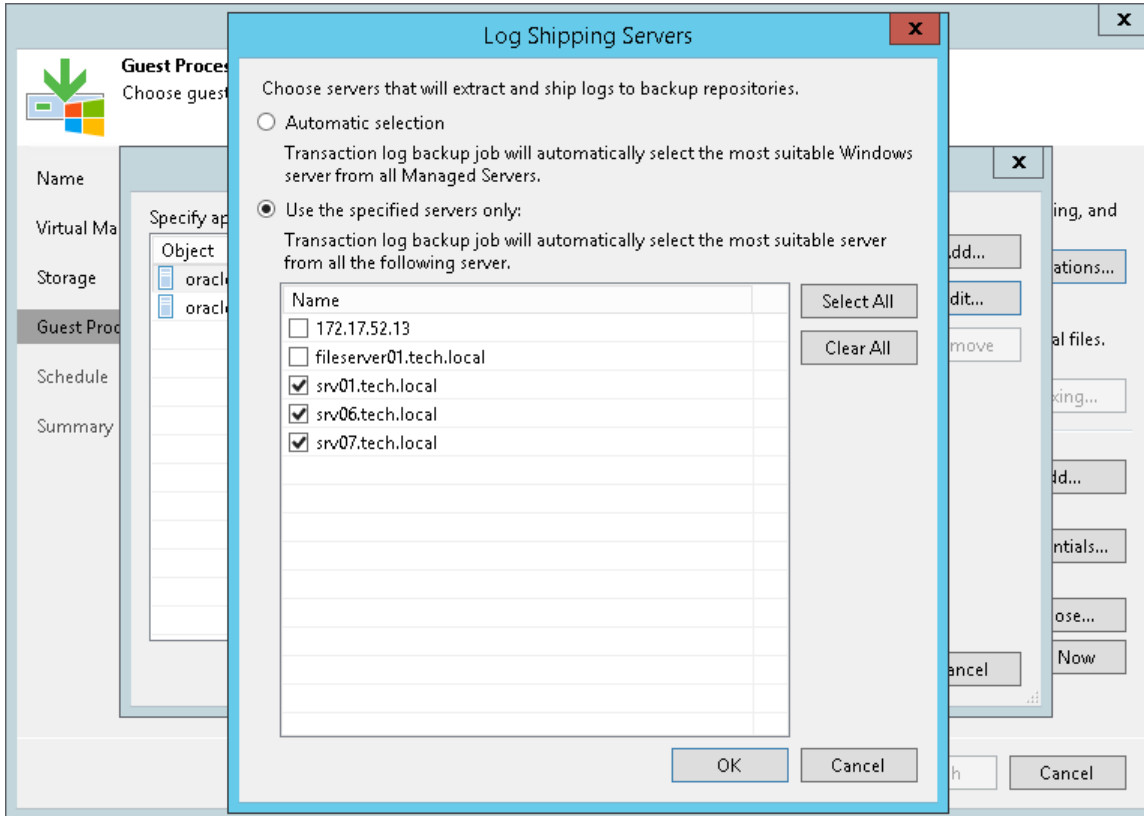 Log Shipping Servers
x
x
Guest Proces
Choose guest
Choose servers that will extract and ship logs to backup repositories.
Automatic selection
Transaction log backup job will automatically select the most suitable Windows
server from all Managed Servers.
Use the specified servers only:
Transaction log backup job will automatically select the most suitable server
from all the following server.
Name
172.17.52.13
fileserver01.tech.local
srv01.tech.local
srv06.tech.local
srv07.tech.local
Select All
Clear All
OK
Cancel
Name
Virtual Ma
Storage
Guest Proc
Schedule
Summary
x
Specify ap
Object
oracl
oracl
dd...
dit...
move
ancel
ing, and
ations...
al files.
xing...
dd...
ntials...
ose...
Now
h
Cancel